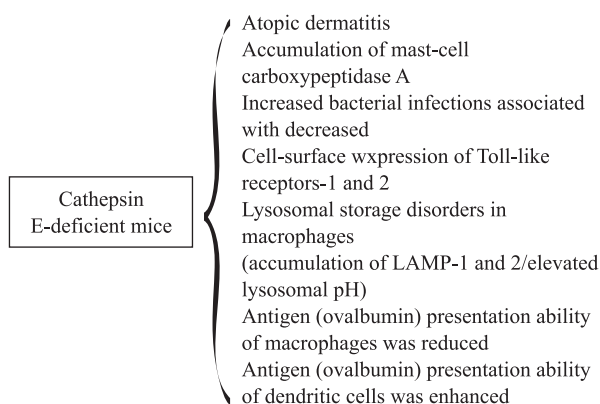 Cathepsin
E-deficient mice
Atopic dermatitis
Accumulation of mast-cell
carboxypeptidase A
Increased bacterial infections associated
with decreased
Cell-surface wxpression of Toll-like
receptors-1 and 2
Lysosomal storage disorders in
macrophages
(accumulation of LAMP-1 and 2/elevated
lysosomal pH)
Antigen (ovalbumin) presentation ability
of macrophages was reduced
Antigen (ovalbumin) presentation ability
of dendritic cells was enhanced